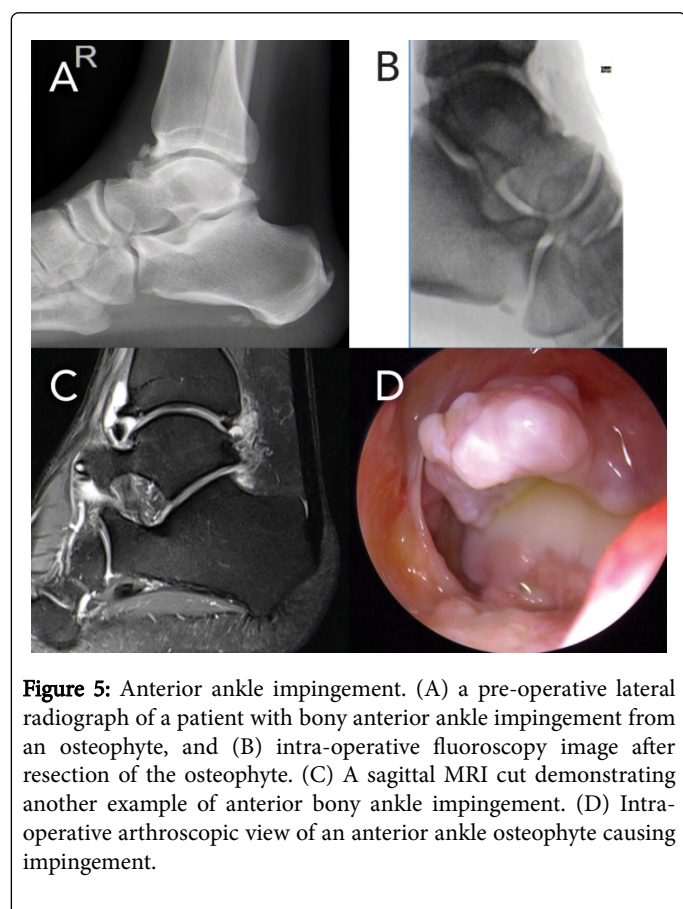 A R
B
C
D
Figure 5: Anterior ankle impingement. (A) a pre-operative lateral
radiograph of a patient with bony anterior ankle impingement from
an osteophyte, and (B) intra-operative fluoroscopy image after
resection of the osteophyte. (C) A sagittal MRI cut demonstrating
another example of anterior bony ankle impingement. (D) Intra-
operative arthroscopic view of an anterior ankle osteophyte causing
impingement.